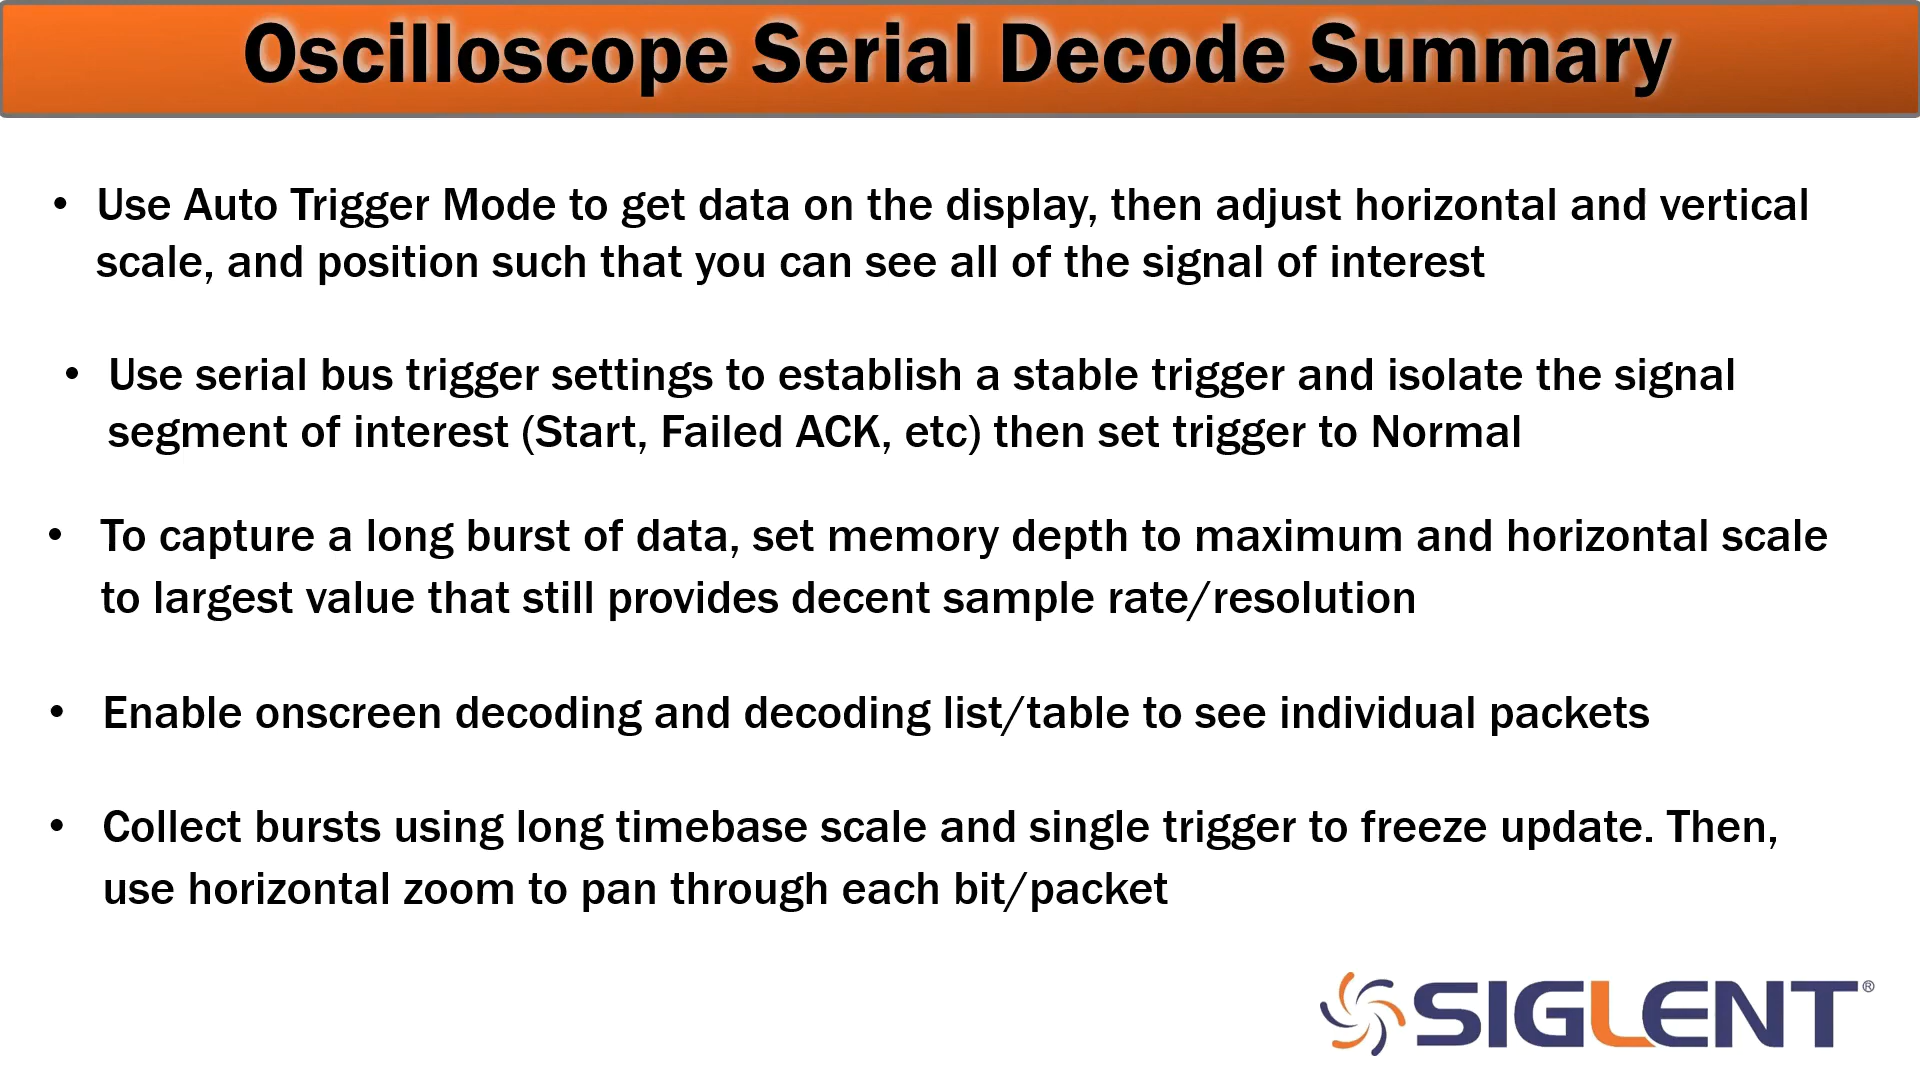 Oscilloscope Serial Decode Summary
• Use Auto Trigger Mode to get data on the display, then adjust horizontal and vertical
scale, and position such that you can see all of the signal of interest
• Use serial bus trigger settings to establish a stable trigger and isolate the signal
segment of interest (Start, Failed ACK, etc) then set trigger to Normal
• To capture a long burst of data, set memory depth to maximum and horizontal scale
to largest value that still provides decent sample rate/resolution
• Enable onscreen decoding and decoding list/table to see individual packets
• Collect bursts using long timebase scale and single trigger to freeze update. Then,
use horizontal zoom to pan through each bit/packet
SIGLENT®